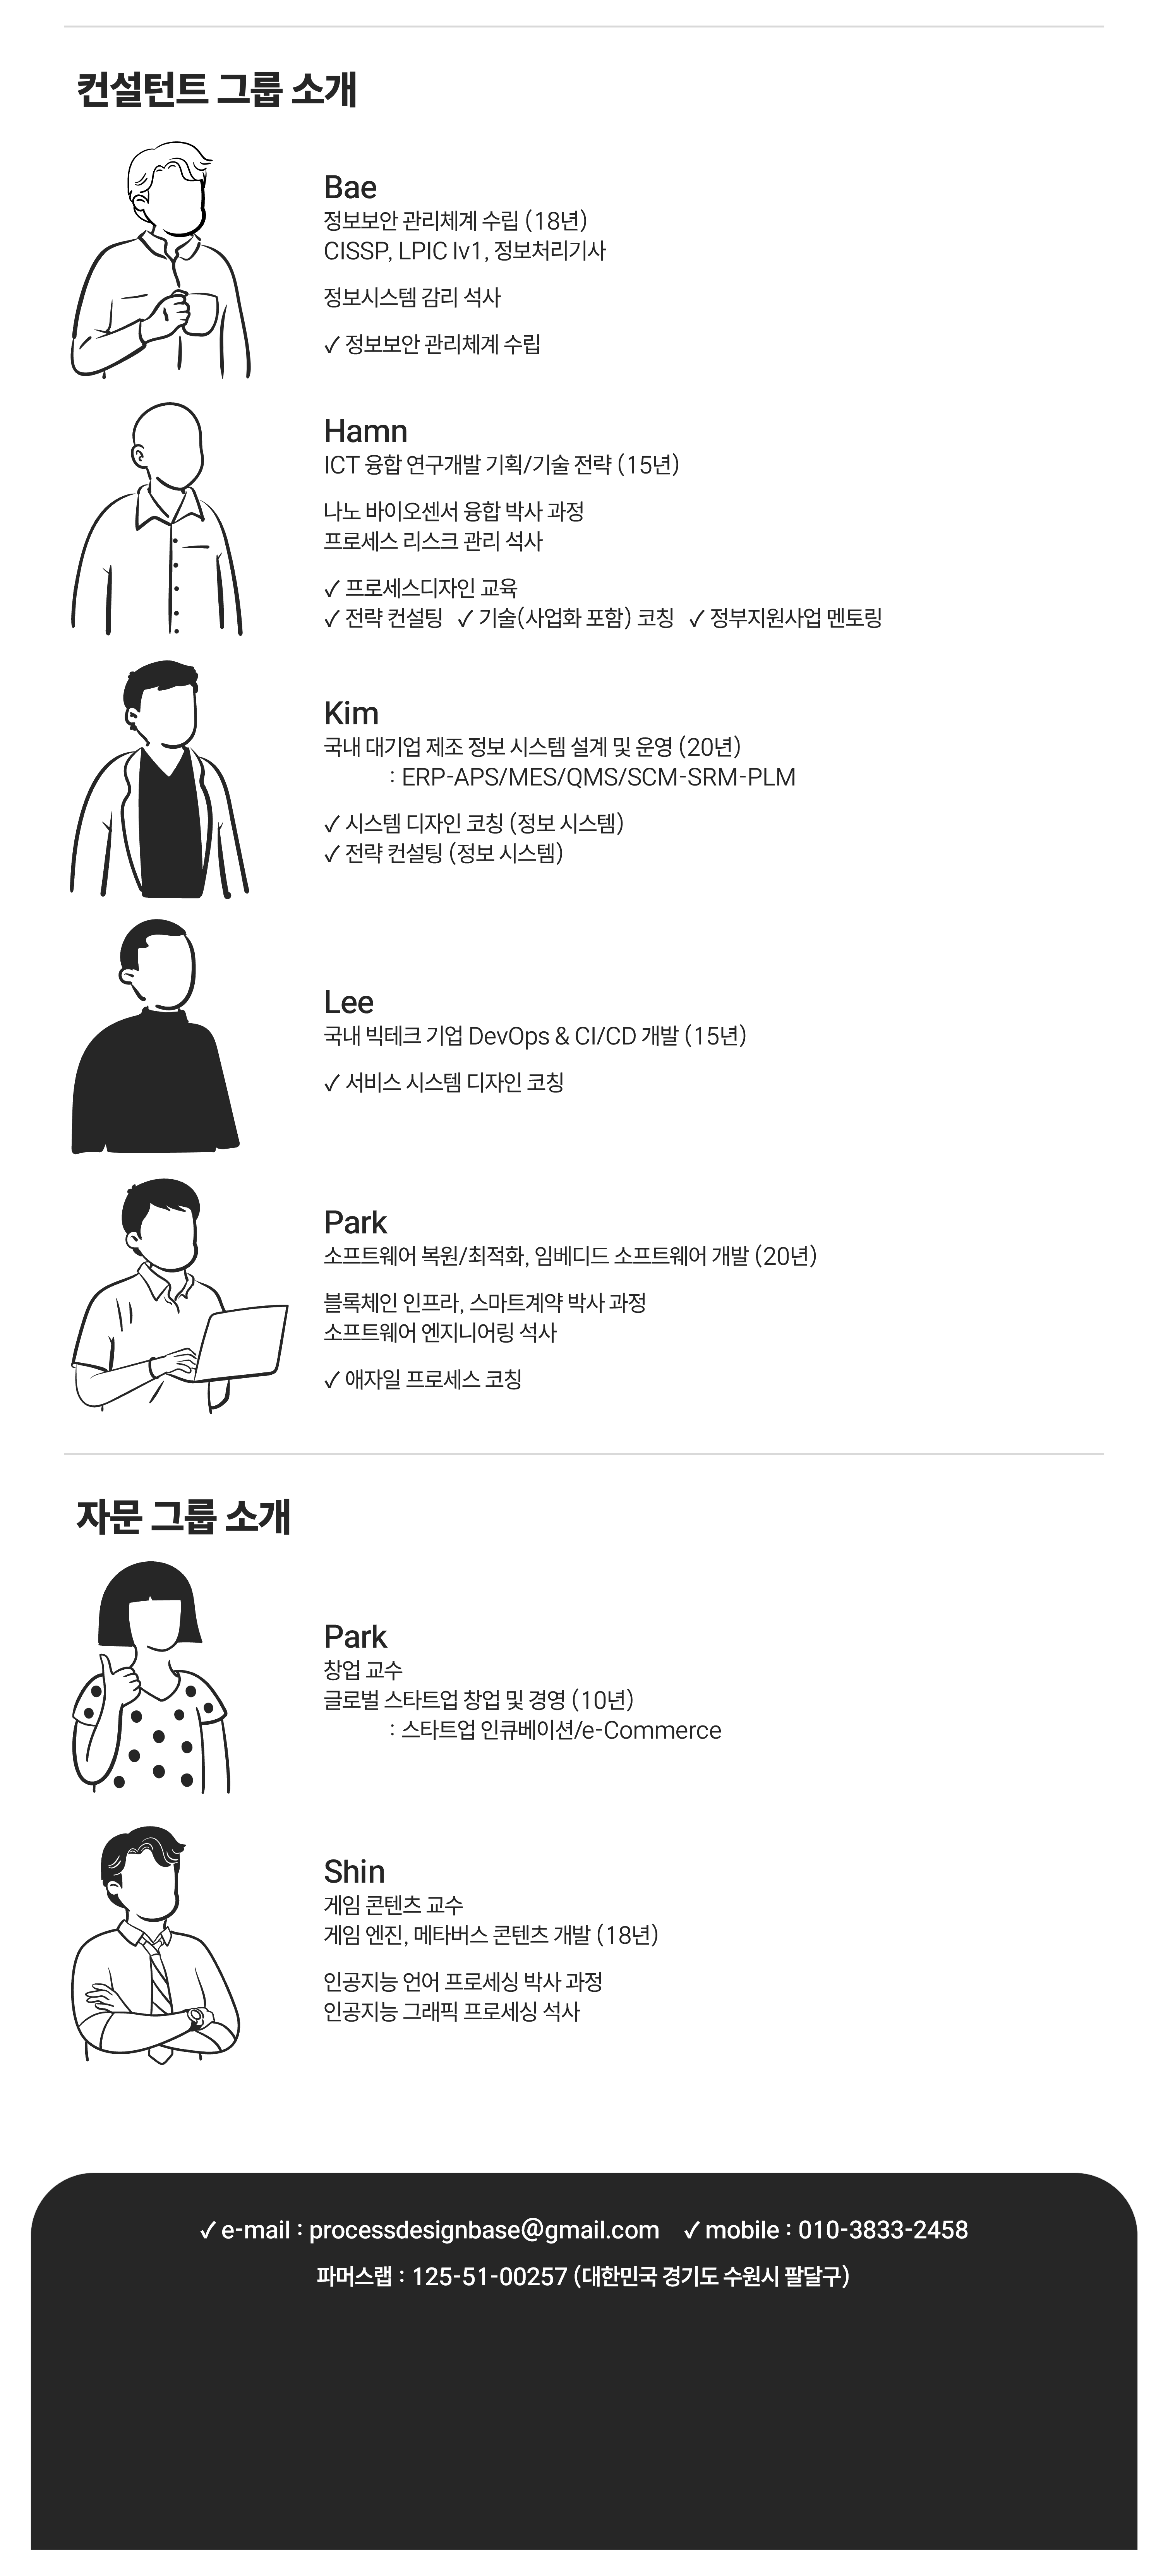 컨설턴트 그룹 소개
Bae
정보보안 관리체계 수립 (18년)
CISSP, LPIC lv1, 정보처리기사
정보시스템 감리 석사
✓ 정보보안 관리체계 수립
Hamn
ICT 융합 연구개발 기획/기술 전략 (15년)
나노 바이오센서 융합 박사 과정
프로세스 리스크 관리 석사
✓ 프로세스디자인 교육
✓ 전략 컨설팅 ✓ 기술(사업화 포함) 코칭 ✓ 정부지원사업 멘토링
Kim
국내 대기업 제조 정보 시스템 설계 및 운영 (20년)
: ERP-APS/MES/QMS/SCM-SRM-PLM
✓ 시스템 디자인 코칭 (정보 시스템)
✓ 전략 컨설팅 (정보 시스템)
Lee
국내 빅테크 기업 DevOps & CI/CD 개발 (15년)
✓ 서비스 시스템 디자인 코칭
Park
소프트웨어 복원/최적화, 임베디드 소프트웨어 개발 (20년)
블록체인 인프라, 스마트계약 박사 과정
소프트웨어 엔지니어링 석사
✓ 애자일 프로세스 코칭
자문 그룹 소개
Park
창업 교수
글로벌 스타트업 창업 및 경영 (10년)
: 스타트업 인큐베이션/e-Commerce
Shin
게임 콘텐츠 교수
게임 엔진, 메타버스 콘텐츠 개발 (18년)
인공지능 언어 프로세싱 박사 과정
인공지능 그래픽 프로세싱 석사
✓ e-mail : processdesignbase@gmail.com ✓ mobile : 010-3833-2458
파머스랩 : 125-51-00257 (대한민국 경기도 수원시 팔달구)